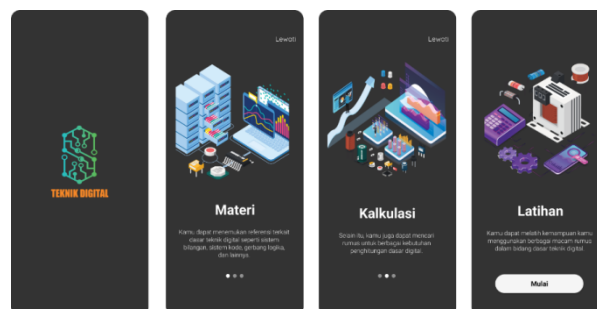 TEKNIK DIGITAL
Lewati
Materi
Kamu dapat menemukan referensi terkait
dasar teknik digital seperti sistem
bilangan, sistem kode, gerbang logika,
dan lainnya.
Lewati
Kalkulasi
Selain itu, kamu juga dapat mencari
rumus untuk berbagai kebutuhan
penghitungan dasar digital.
Latihan
Kamu dapat melatih kemampuan kamu
menggunakan berbagai macam rumus
dalam bidang dasar teknik digital.
Mulai